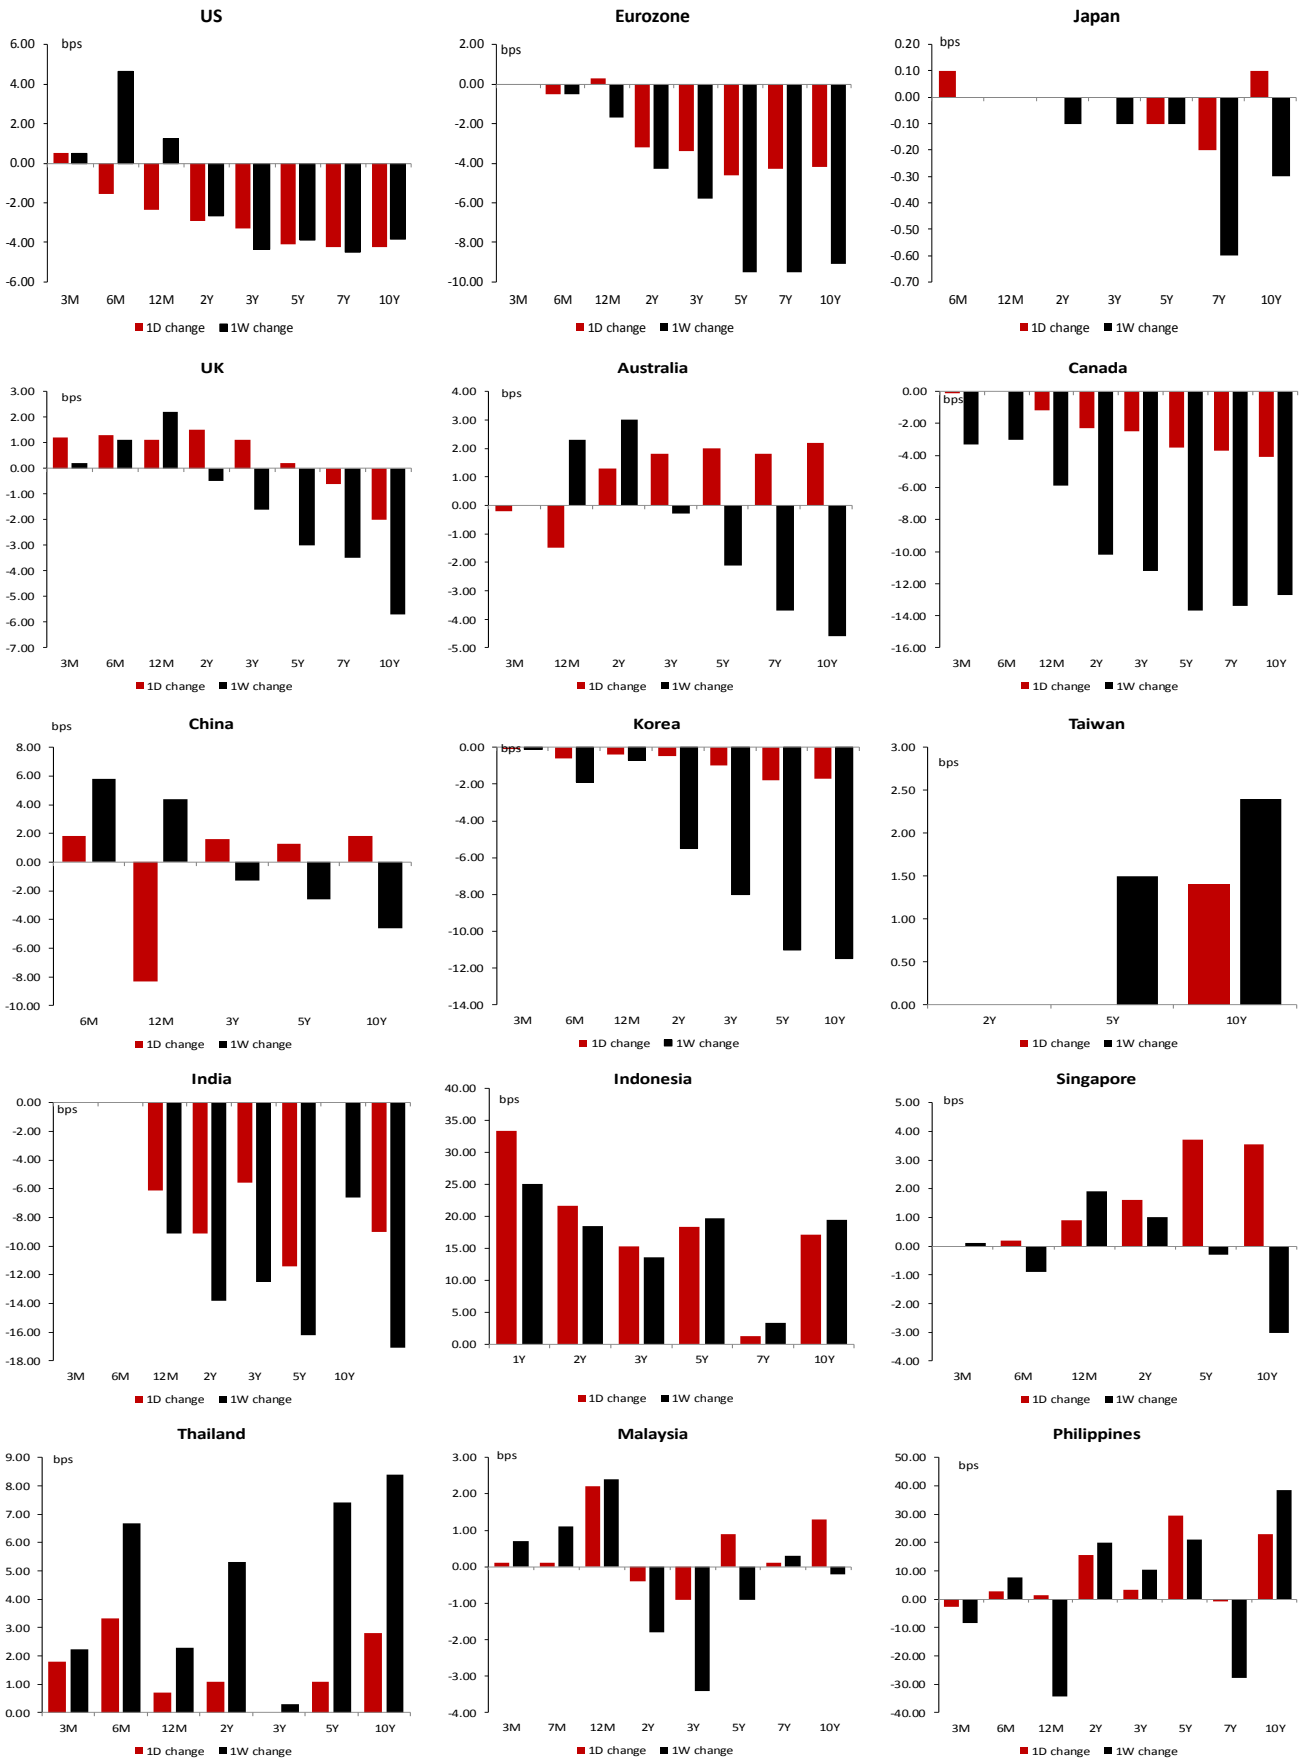 US
bps
6.00
4.00
2.00
0.00
-2.00
-4.00
-6.00
3M 6M 12M 2Y 3Y 5Y 7Y 10Y
1D change 1W change
Eurozone
bps
2.00
0.00
-2.00
-4.00
-6.00
-8.00
-10.00
3M 6M 12M 2Y 3Y 5Y 7Y 10Y
1D change 1W change
Japan
bps
0.20
0.10
0.00
-0.10
-0.20
-0.30
-0.40
-0.50
-0.60
-0.70
6M 12M 2Y 3Y 5Y 7Y 10Y
1D change 1W change
UK
bps
3.00
2.00
1.00
0.00
-1.00
-2.00
-3.00
-4.00
-5.00
-6.00
-7.00
3M 6M 12M 2Y 3Y 5Y 7Y 10Y
1D change 1W change
Australia
bps
4.00
3.00
2.00
1.00
0.00
-1.00
-2.00
-3.00
-4.00
-5.00
3M 12M 2Y 3Y 5Y 7Y 10Y
1D change 1W change
Canada
bps
0.00
-2.00
-4.00
-6.00
-8.00
-10.00
-12.00
-14.00
-16.00
3M 6M 12M 2Y 3Y 5Y 7Y 10Y
1D change 1W change
China
bps
8.00
6.00
4.00
2.00
0.00
-2.00
-4.00
-6.00
-8.00
-10.00
6M 12M 3Y 5Y 10Y
1D change 1W change
Korea
bps
0.00
-2.00
-4.00
-6.00
-8.00
-10.00
-12.00
-14.00
3M 6M 12M 2Y 3Y 5Y 10Y
1D change 1W change
Taiwan
bps
3.00
2.50
2.00
1.50
1.00
0.50
0.00
2Y 5Y 10Y
1D change 1W change
India
bps
0.00
-2.00
-4.00
-6.00
-8.00
-10.00
-12.00
-14.00
-16.00
-18.00
3M 6M 12M 2Y 3Y 5Y 10Y
1D change 1W change
Indonesia
bps
40.00
35.00
30.00
25.00
20.00
15.00
10.00
5.00
0.00
1Y 2Y 3Y 5Y 7Y 10Y
1D change 1W change
Singapore
bps
5.00
4.00
3.00
2.00
1.00
0.00
-1.00
-2.00
-3.00
-4.00
3M 6M 12M 2Y 5Y 10Y
1D change 1W change
Thailand
bps
9.00
8.00
7.00
6.00
5.00
4.00
3.00
2.00
1.00
0.00
3M 6M 12M 2Y 3Y 5Y 10Y
1D change 1W change
Malaysia
bps
3.00
2.00
1.00
0.00
-1.00
-2.00
-3.00
-4.00
3M 7M 12M 2Y 3Y 5Y 7Y 10Y
1D change 1W change
Philippines
bps
50.00
40.00
30.00
20.00
10.00
0.00
-10.00
-20.00
-30.00
-40.00
3M 6M 12M 2Y 3Y 5Y 7Y 10Y
1D change 1W change